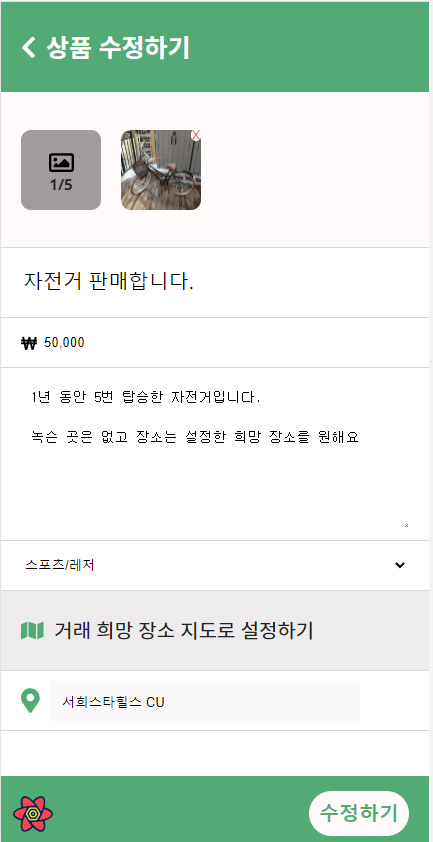 상품 수정하기
X
1/5
자전거 판매합니다.
₩ 50,000
1년 동안 5번 탑승한 자전거입니다.
녹슨 곳은 없고 장소는 설정한 희망 장소를 원해요
스포츠/레저
거래 희망 장소 지도로 설정하기
서희스타힐스 CU
수정하기